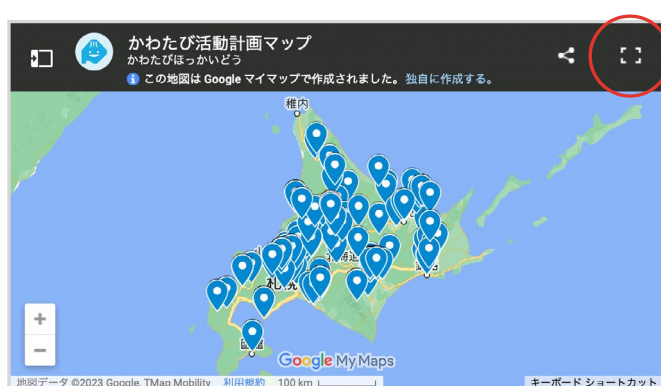 かわたび活動計画マップ
かわたびほっかいどう
この地図は Google マイマップで作成されました。独自に作成する。
稚内
北海道
札幌
函館
Google My Maps
地図データ ©2023 Google, TMap Mobility 利用規約 100 km キーボード ショートカット